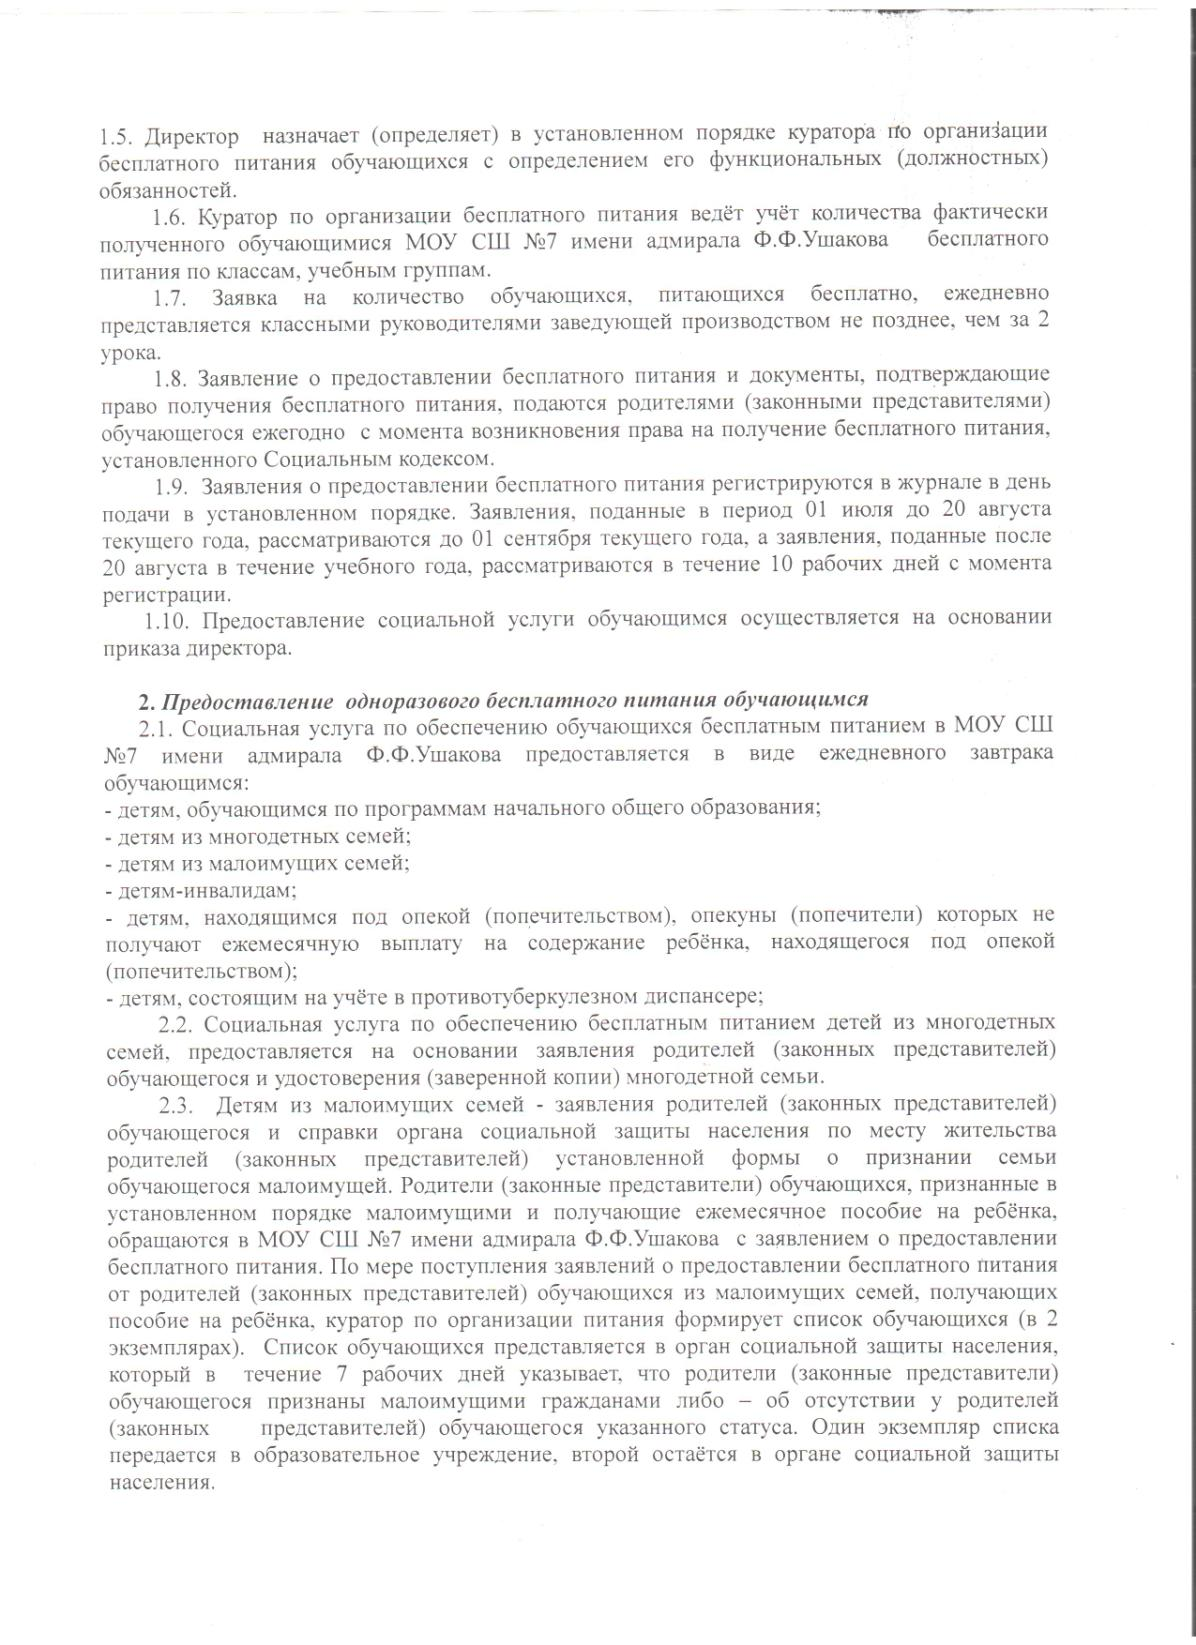 1.5. Директор назначает (определяет) в установленном порядке куратора по организации
бесплатного питания обучающихся с определением его функциональных (должностных)
обязанностей.
1.6. Куратор по организации бесплатного питания ведёт учёт количества фактически
полученного обучающимися МОУ СШ №7 имени адмирала Ф.Ф.Ушакова бесплатного
питания по классам, учебным группам.
1.7. Заявка на количество обучающихся, питающихся бесплатно, ежедневно
представляется классными руководителями заведующей производством не позднее, чем за 2
урока.
1.8. Заявление о предоставлении бесплатного питания и документы, подтверждающие
право получения бесплатного питания, подаются родителями (законными представителями)
обучающегося ежегодно с момента возникновения права на получение бесплатного питания,
установленного Социальным кодексом.
1.9. Заявления о предоставлении бесплатного питания регистрируются в журнале в день
подачи в установленном порядке. Заявления, поданные в период 01 июля до 20 августа
текущего года, рассматриваются до 01 сентября текущего года, а заявления, поданные после
20 августа в течение учебного года, рассматриваются в течение 10 рабочих дней с момента
регистрации.
1.10. Предоставление социальной услуги обучающимся осуществляется на основании
приказа директора.
2. Предоставление одноразового бесплатного питания обучающимся
2.1. Социальная услуга по обеспечению обучающихся бесплатным питанием в МОУ СШ
№7 имени адмирала Ф.Ф.Ушакова предоставляется в виде ежедневного завтрака
обучающимся:
- детям, обучающимся по программам начального общего образования;
- детям из многодетных семей;
- детям из малоимущих семей;
- детям-инвалидам;
- детям, находящимся под опекой (попечительством), опекуны (попечители) которых не
получают ежемесячную выплату на содержание ребёнка, находящегося под опекой
(попечительством);
- детям, состоящим на учёте в противотуберкулезном диспансере;
2.2. Социальная услуга по обеспечению бесплатным питанием детей из многодетных
семей, предоставляется на основании заявления родителей (законных представителей)
обучающегося и удостоверения (заверенной копии) многодетной семьи.
2.3. Детям из малоимущих семей - заявления родителей (законных представителей)
обучающегося и справки органа социальной защиты населения по месту жительства
родителей (законных представителей) установленной формы о признании семьи
обучающегося малоимущей. Родители (законные представители) обучающихся, признанные в
установленном порядке малоимущими и получающие ежемесячное пособие на ребёнка,
обращаются в МОУ СШ №7 имени адмирала Ф.Ф.Ушакова с заявлением о предоставлении
бесплатного питания. По мере поступления заявлений о предоставлении бесплатного питания
от родителей (законных представителей) обучающихся из малоимущих семей, получающих
пособие на ребёнка, куратор по организации питания формирует список обучающихся (в 2
экземплярах). Список обучающихся представляется в орган социальной защиты населения,
который в течение 7 рабочих дней указывает, что родители (законные представители)
обучающегося признаны малоимущими гражданами либо – об отсутствии у родителей
(законных представителей) обучающегося указанного статуса. Один экземпляр списка
передается в образовательное учреждение, второй остаётся в органе социальной защиты
населения.